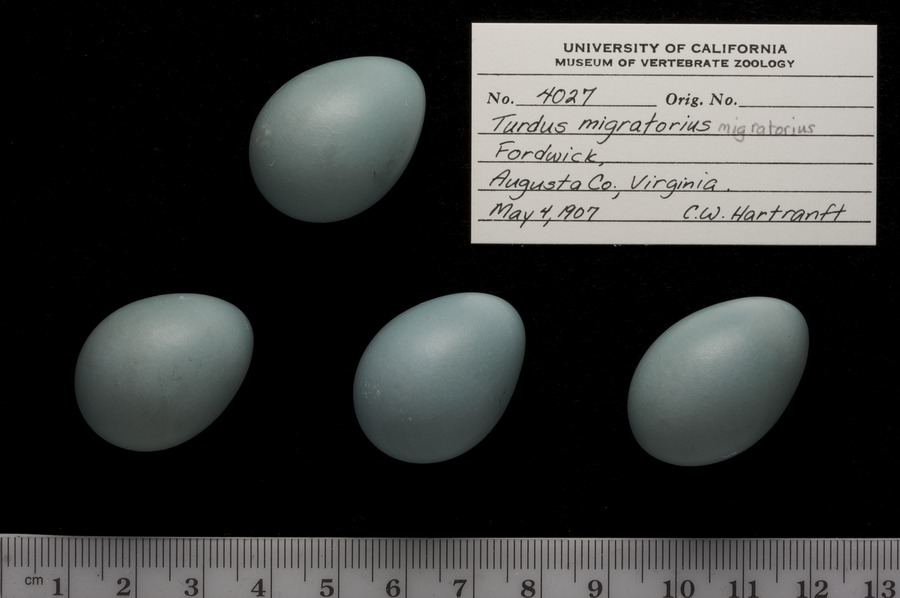 UNIVERSITY OF CALIFORNIA
MUSEUM OF VERTEBRATE ZOOLOGY
No. 4027 Orig. No.
Turdus migratorius migratorius
Fordwick,
Augusta Co., Virginia.
May 4, 1907 C.W. Hartranft
cm 1 2 3 4 5 6 7 8 9 10 11 12 13